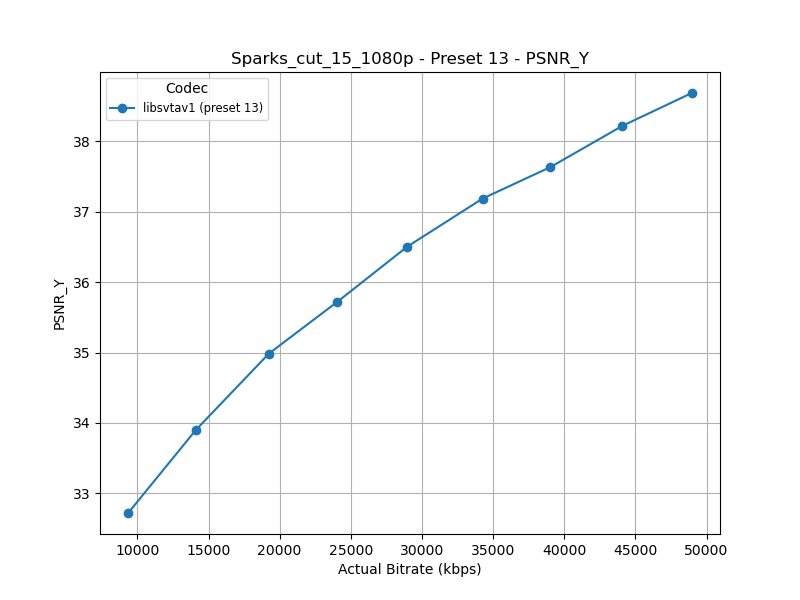 Sparks_cut_15_1080p - Preset 13 - PSNR_Y
Codec
libsvtav1 (preset 13)
38
37
36
35
34
33
PSNR_Y
10000 15000 20000 25000 30000 35000 40000 45000 50000
Actual Bitrate (kbps)